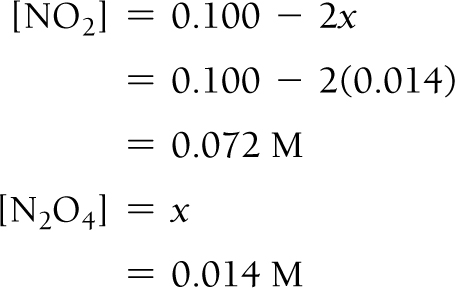 [NO₂] = 0.100 − 2x
= 0.100 − 2(0.014)
= 0.072 M
[N₂O₄] = x
= 0.014 M